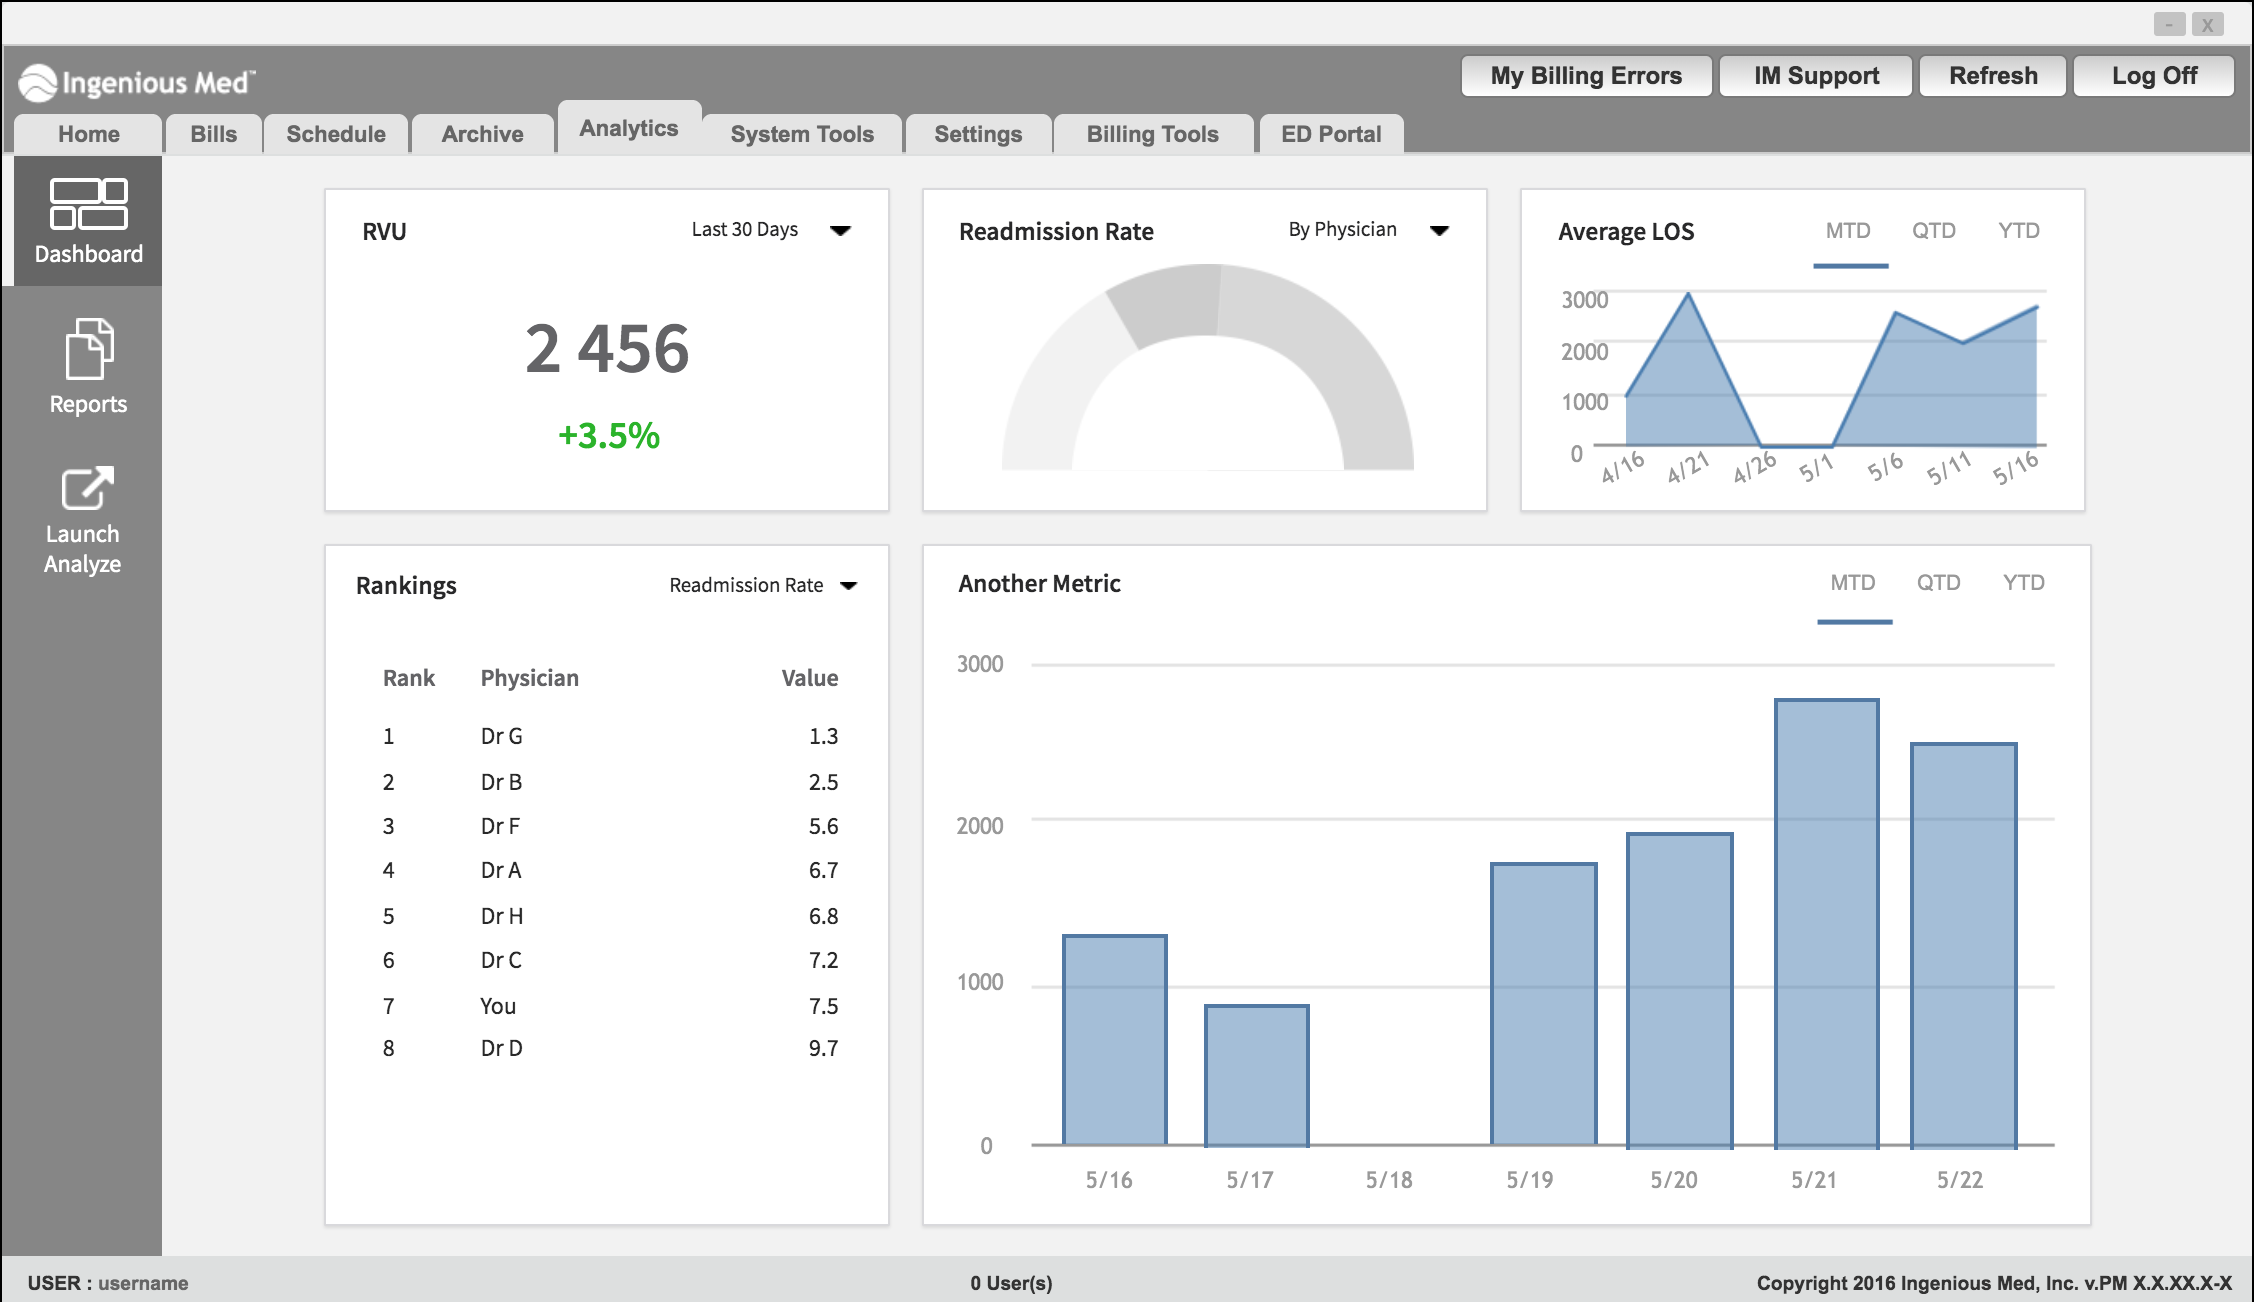 - X
Ingenious Med™
My Billing Errors IM Support Refresh Log Off
Home Bills Schedule Archive Analytics System Tools Settings Billing Tools ED Portal
Dashboard
Reports
Launch
Analyze
RVU Last 30 Days
2 456
+3.5%
Readmission Rate By Physician
Average LOS MTD QTD YTD
3000
2000
1000
0
4/16 4/21 4/26 5/1 5/6 5/11 5/16
Rankings Readmission Rate
Rank Physician Value
1 Dr G 1.3
2 Dr B 2.5
3 Dr F 5.6
4 Dr A 6.7
5 Dr H 6.8
6 Dr C 7.2
7 You 7.5
8 Dr D 9.7
Another Metric MTD QTD YTD
3000
2000
1000
0
5/16 5/17 5/18 5/19 5/20 5/21 5/22
USER : username 0 User(s) Copyright 2016 Ingenious Med, Inc. v.PM X.X.XX.X-X